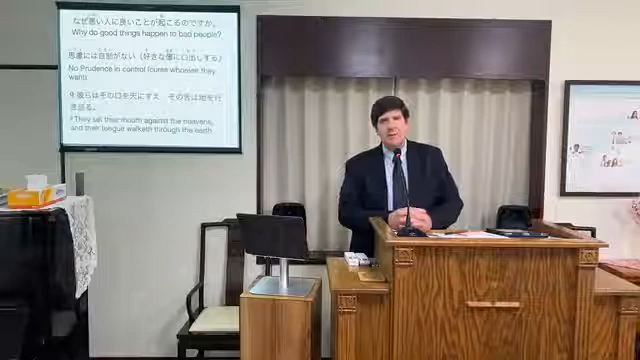 なぜ悪い人に良いことが起こるのですか。
Why do good things happen to bad people?
思慮には自制がない (好きな事に口出しする)
No Prudence in control (curse whosoever they want)
9 彼らはその口を天にすえ その舌は地を行き巡る。
9 They set their mouth against the heavens,
and their tongue walketh through the earth.